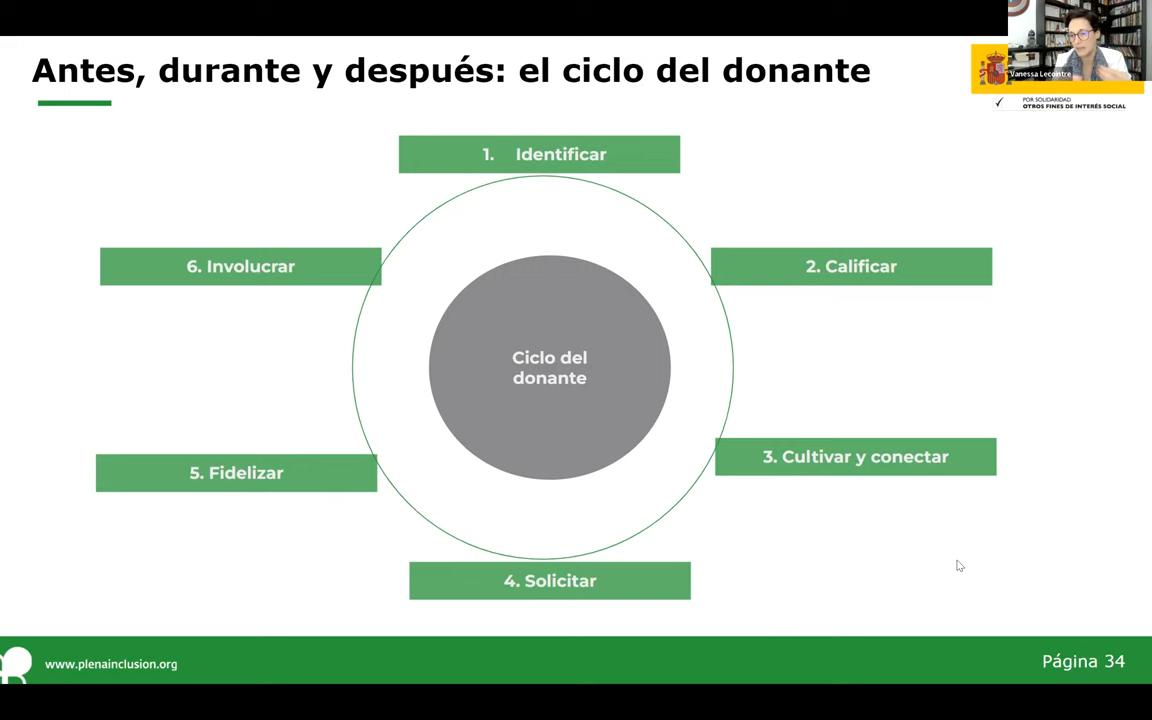 Antes, durante y después: el ciclo del donante
Vanessa Lecointre
POR SOLIDARIDAD
OTROS FINES DE INTERÉS SOCIAL
1. Identificar
6. Involucrar
2. Calificar
Ciclo del
donante
3. Cultivar y conectar
5. Fidelizar
4. Solicitar
www.plenainclusion.org
Página 34